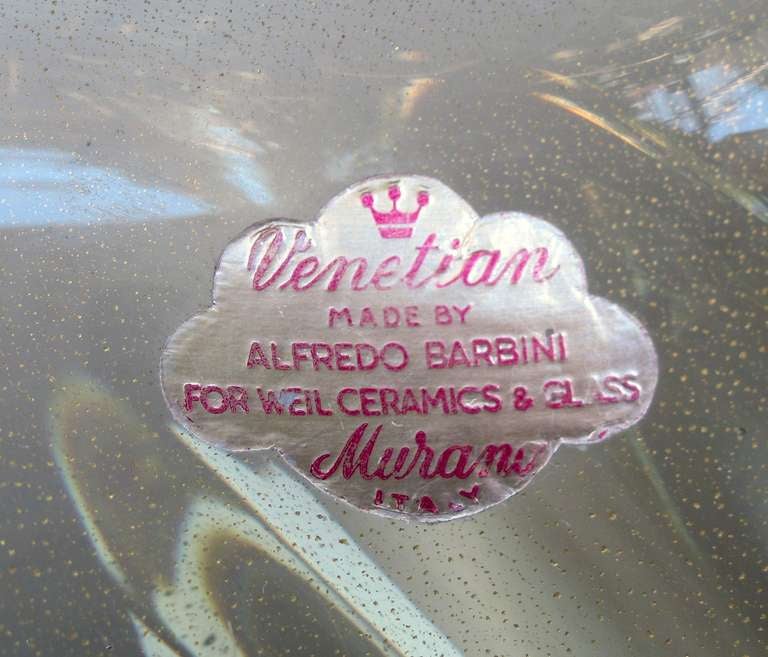 Venetian
MADE BY
ALFREDO BARBINI
FOR WEIL CERAMICS & GLASS
Murano
ITALY